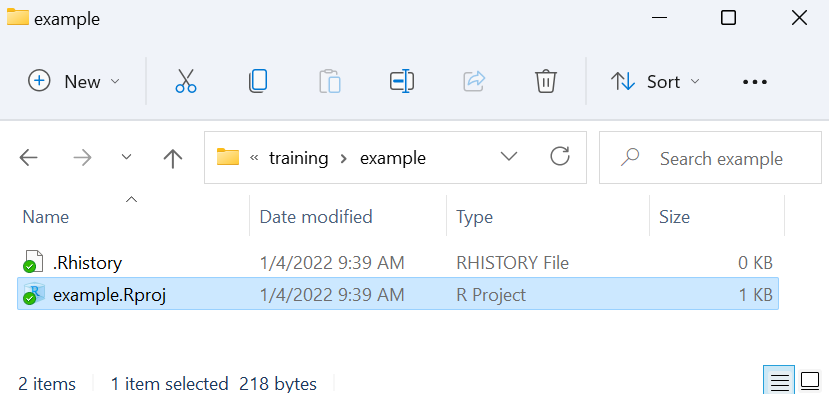 example
New Sort •••
« training > example Search example
Name Date modified Type Size
.Rhistory 1/4/2022 9:39 AM RHISTORY File 0 KB
R example.Rproj 1/4/2022 9:39 AM R Project 1 KB
2 items 1 item selected 218 bytes